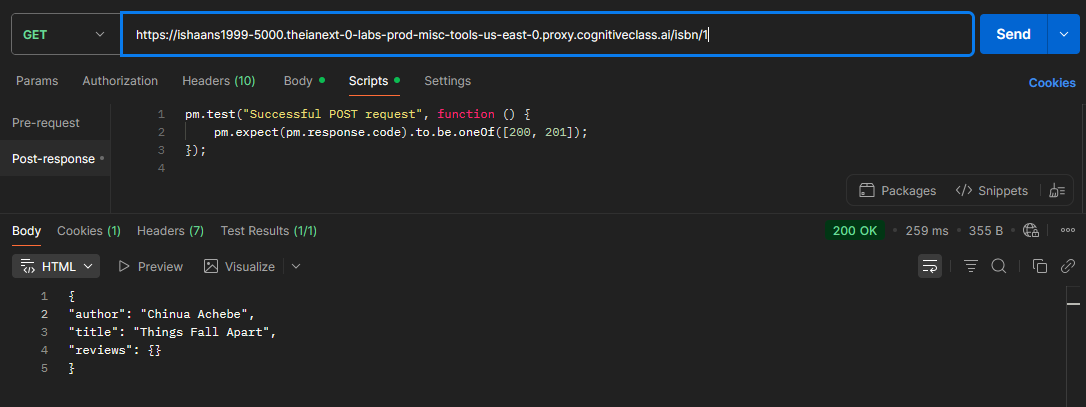 GET https://ishaans1999-5000.theianext-0-labs-prod-misc-tools-us-east-0.proxy.cognitiveclass.ai/isbn/1 Send
Params Authorization Headers (10) Body Scripts Settings Cookies
Pre-request
Post-response
1 pm.test("Successful POST request", function () {
2 pm.expect(pm.response.code).to.be.oneOf([200, 201]);
3 });
4
Packages </> Snippets
Body Cookies (1) Headers (7) Test Results (1/1) 200 OK • 259 ms • 355 B
HTML Preview Visualize
1 {
2 "author": "Chinua Achebe",
3 "title": "Things Fall Apart",
4 "reviews": {}
5 }